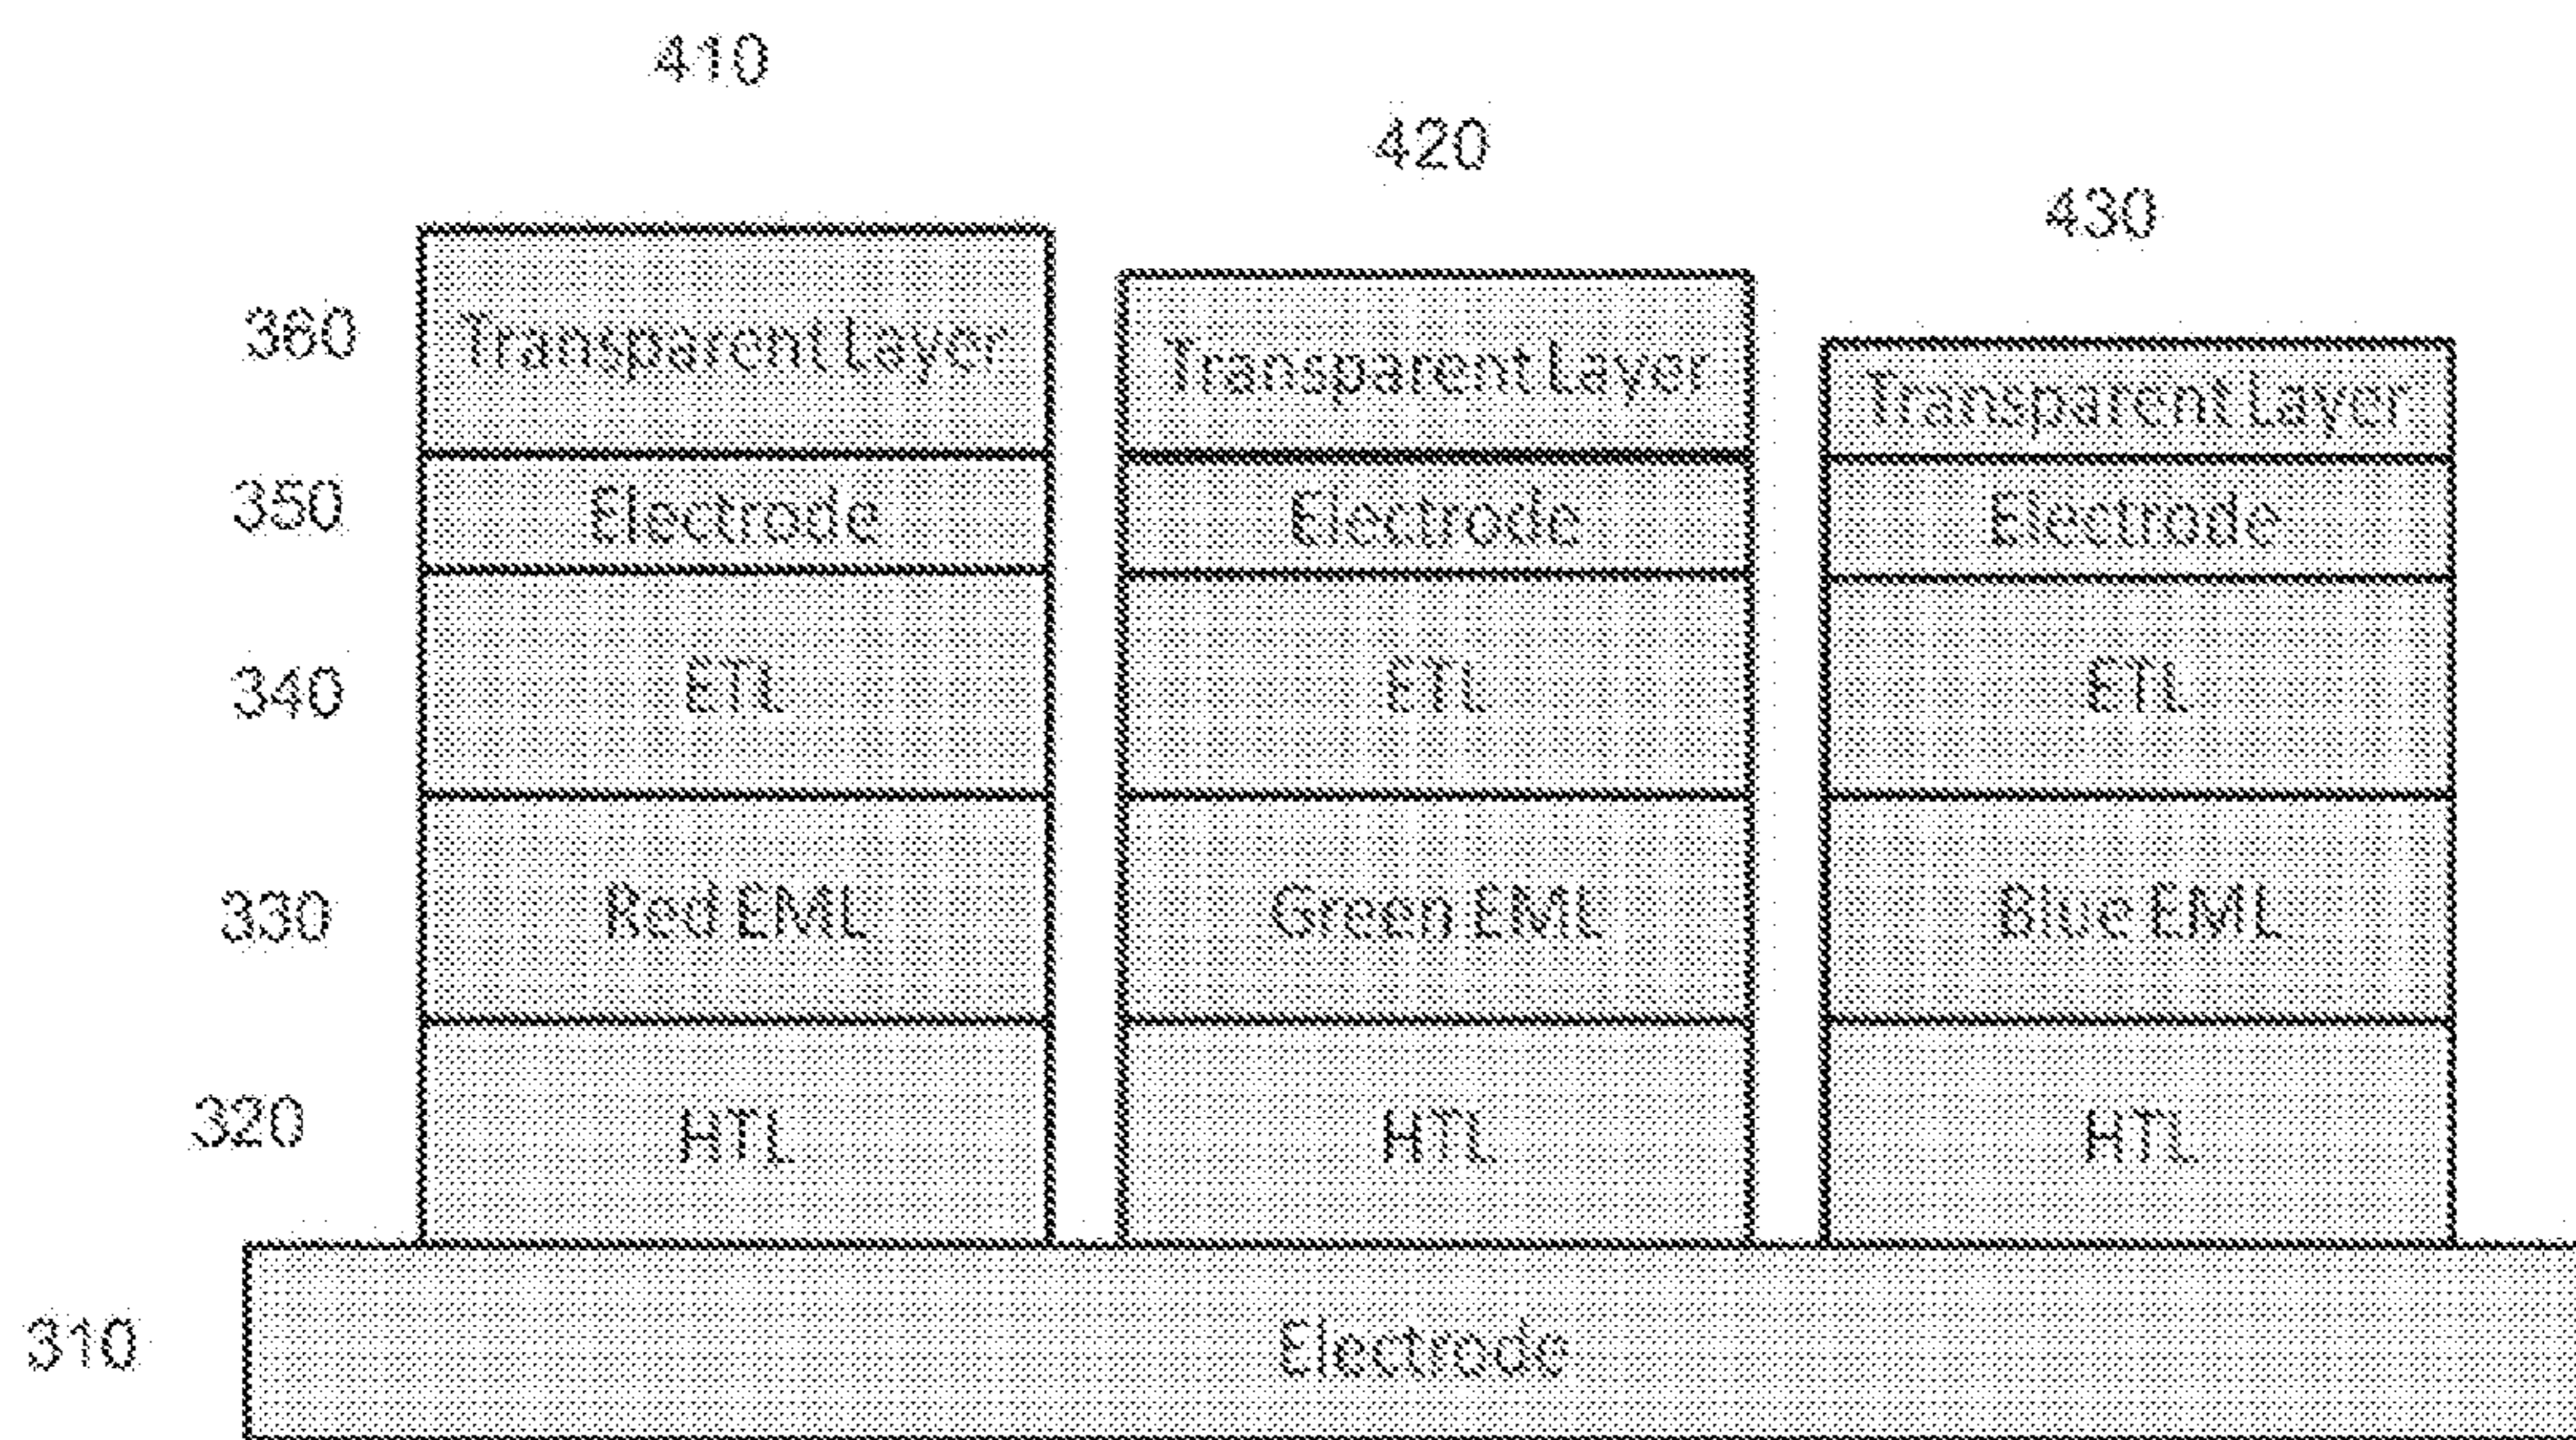 410
420
430
360 Transparent Layer Transparent Layer Transparent Layer
350 Electrode Electrode Electrode
340 ETL ETL ETL
330 Red EML Green EML Blue EML
320 HTL HTL HTL
310 Electrode